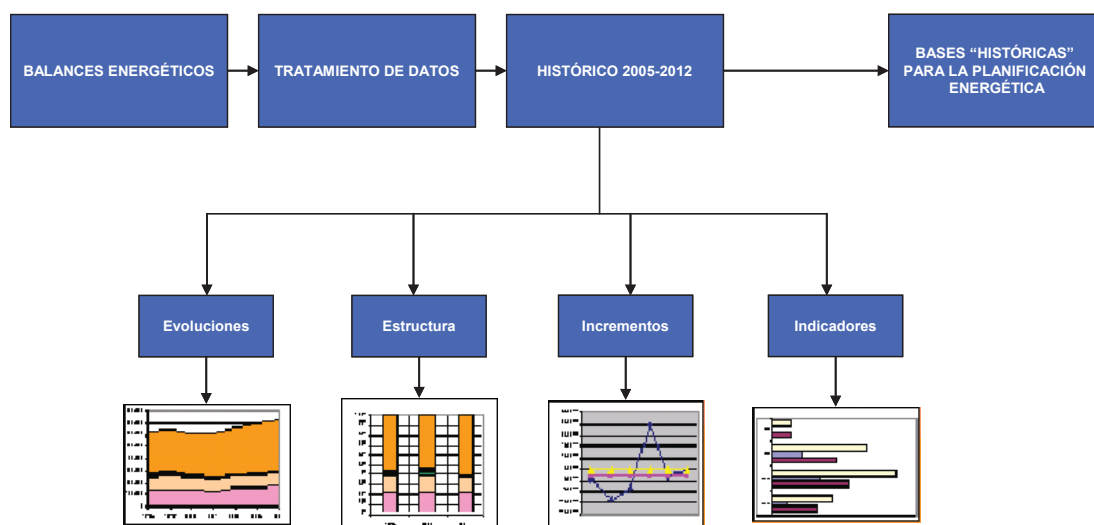 BALANCES ENERGÉTICOS
TRATAMIENTO DE DATOS
HISTÓRICO 2005-2012
BASES “HISTÓRICAS”
PARA LA PLANIFICACIÓN
ENERGÉTICA
Evoluciones
Estructura
Incrementos
Indicadores